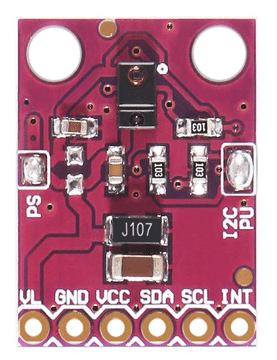 103
103
103
PS
I2C
PU
J107
VL GND VCC SDA SCL INT